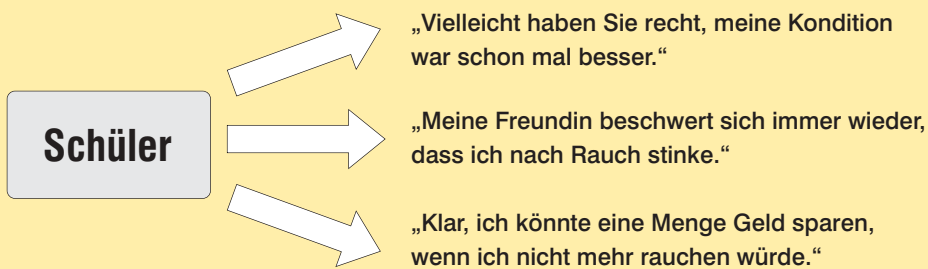 „Vielleicht haben Sie recht, meine Kondition
war schon mal besser.“
Schüler
„Meine Freundin beschwert sich immer wieder,
dass ich nach Rauch stinke.“
„Klar, ich könnte eine Menge Geld sparen,
wenn ich nicht mehr rauchen würde.“